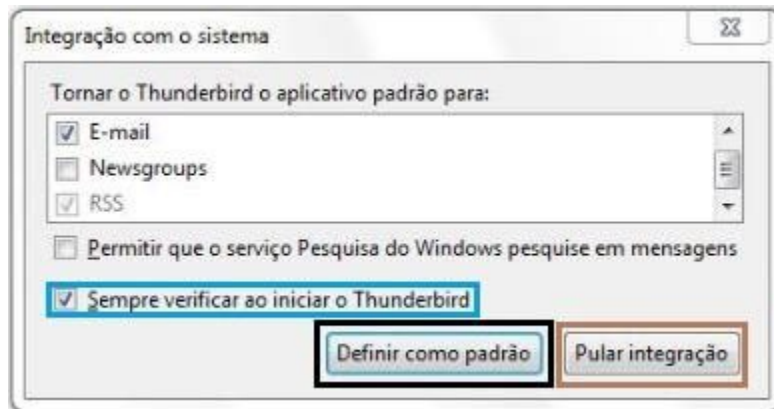 Integração com o sistema
Tornar o Thunderbird o aplicativo padrão para:
E-mail
Newsgroups
RSS
Permitir que o serviço Pesquisa do Windows pesquise em mensagens
Sempre verificar ao iniciar o Thunderbird
Definir como padrão Pular integração